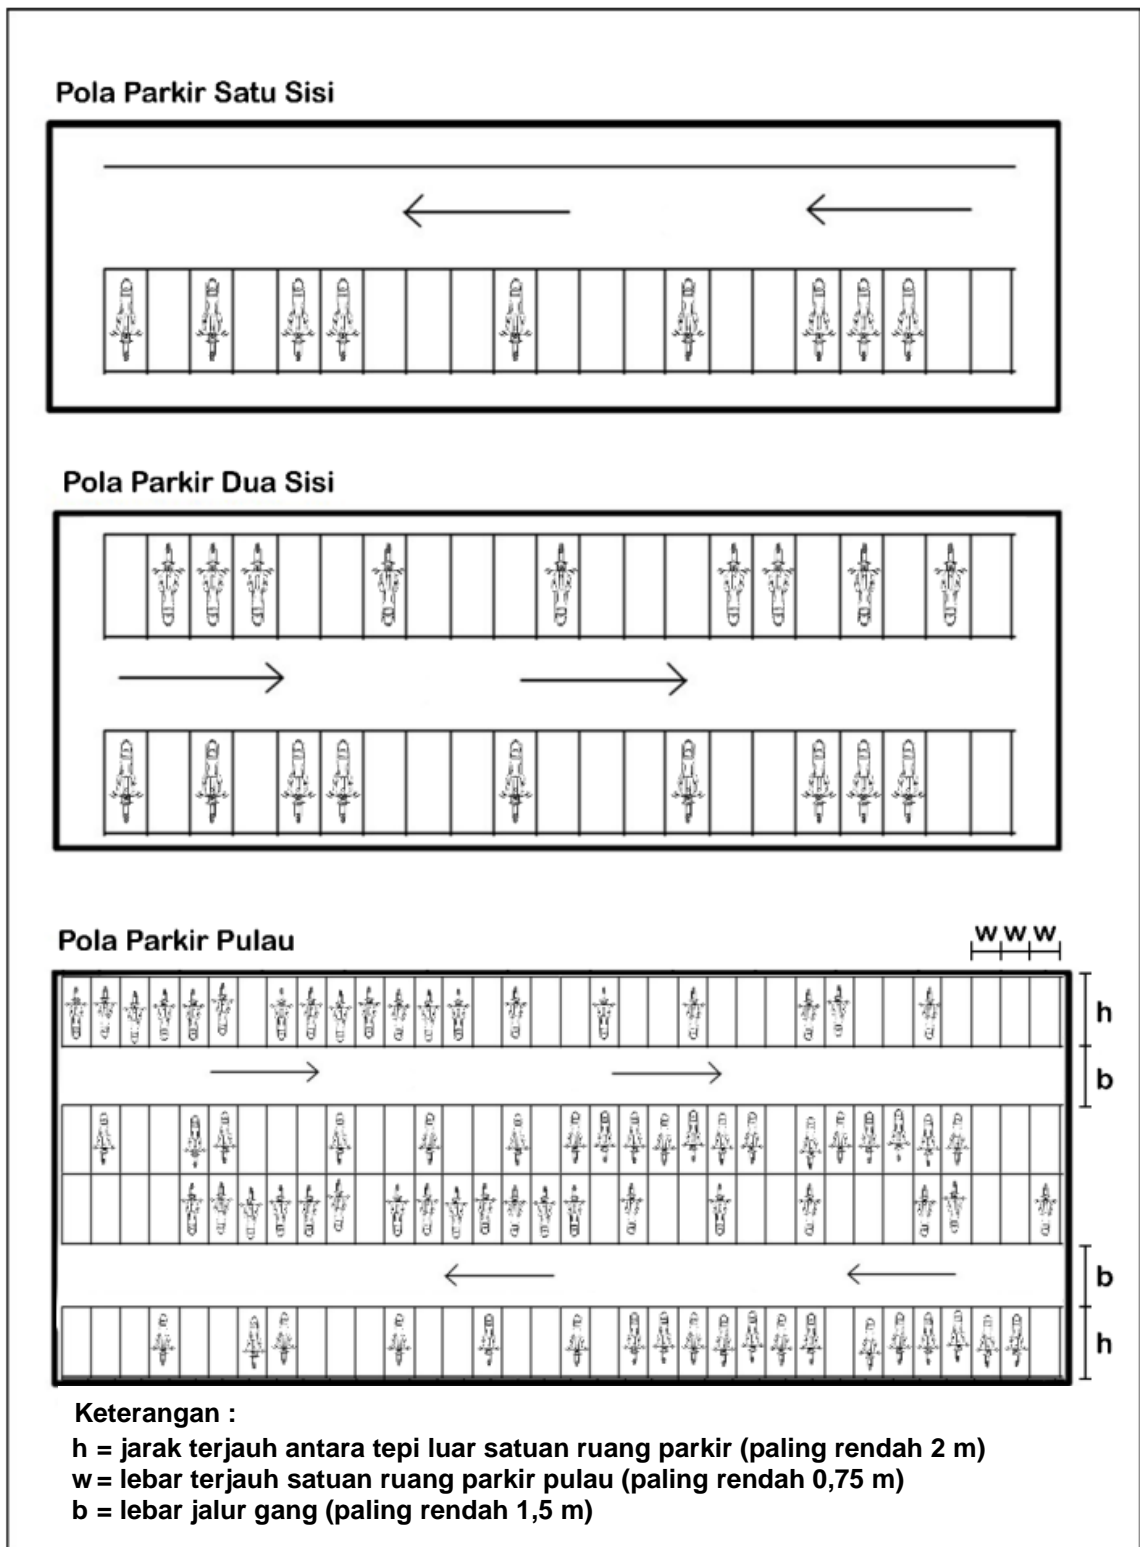 Pola Parkir Satu Sisi
Pola Parkir Dua Sisi
Pola Parkir Pulau
w w w
h
b
b
h
Keterangan :
h = jarak terjauh antara tepi luar satuan ruang parkir (paling rendah 2 m)
w = lebar terjauh satuan ruang parkir pulau (paling rendah 0,75 m)
b = lebar jalur gang (paling rendah 1,5 m)